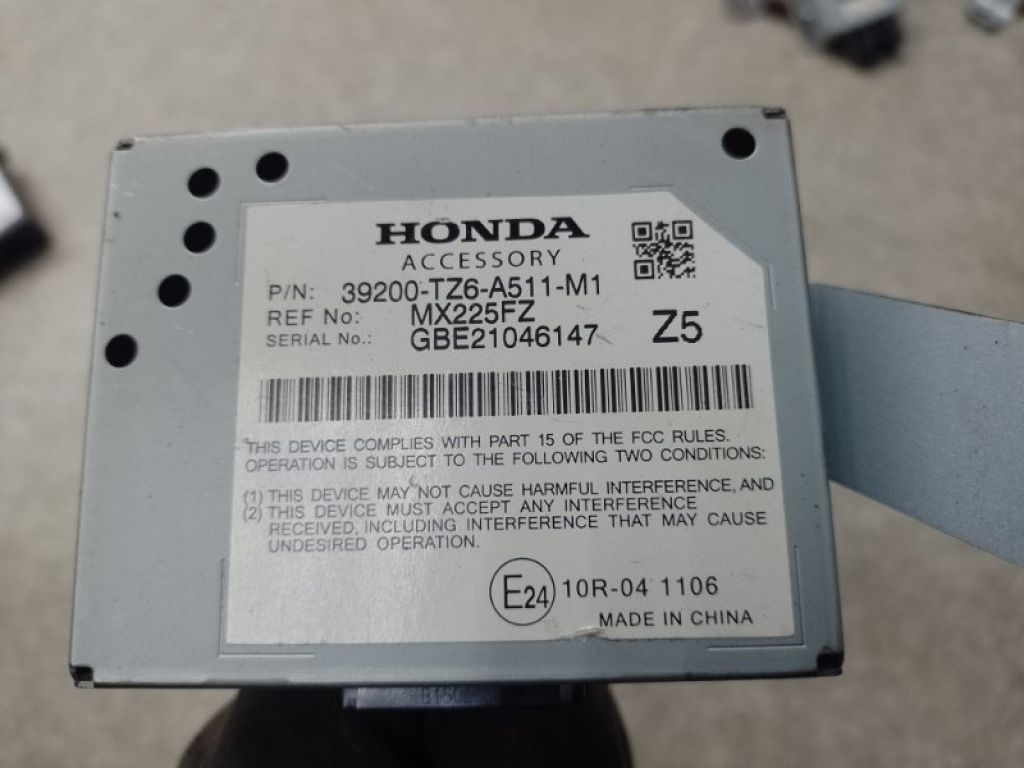 HONDA
ACCESSORY
P/N: 39200-TZ6-A511-M1
REF No: MX225FZ
SERIAL No.: GBE21046147
Z5
THIS DEVICE COMPLIES WITH PART 15 OF THE FCC RULES.
OPERATION IS SUBJECT TO THE FOLLOWING TWO CONDITIONS:
(1) THIS DEVICE MAY NOT CAUSE HARMFUL INTERFERENCE, AND
(2) THIS DEVICE MUST ACCEPT ANY INTERFERENCE
RECEIVED, INCLUDING INTERFERENCE THAT MAY CAUSE
UNDESIRED OPERATION.
E24 10R-04 1106
MADE IN CHINA